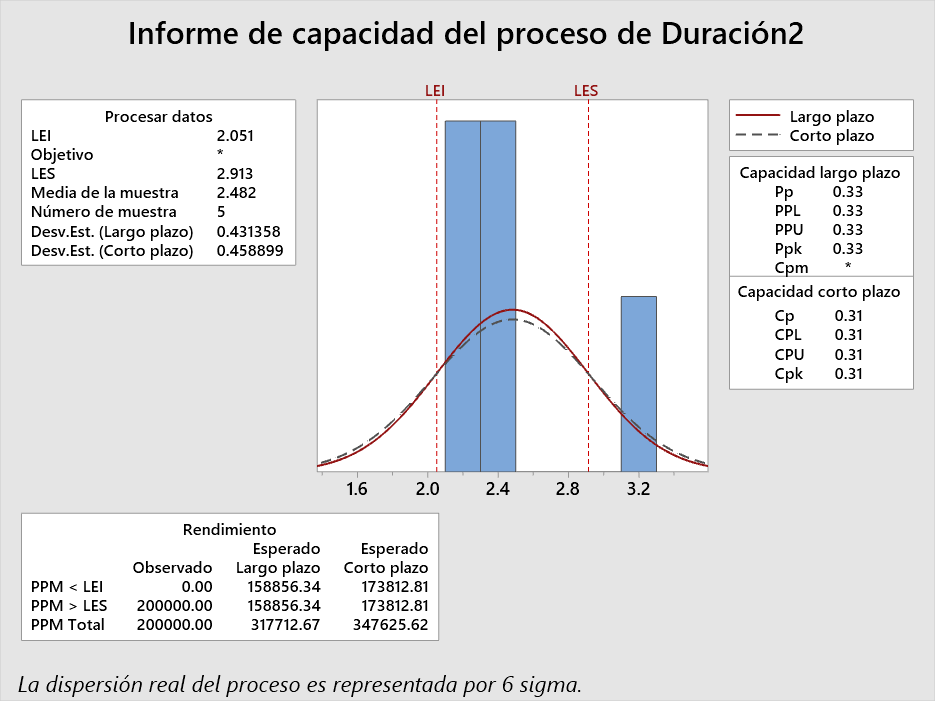 Informe de capacidad del proceso de Duración2
LEI LES
Procesar datos
LEI 2.051
Objetivo *
LES 2.913
Media de la muestra 2.482
Número de muestra 5
Desv.Est. (Largo plazo) 0.431358
Desv.Est. (Corto plazo) 0.458899
Largo plazo
Corto plazo
Capacidad largo plazo
Pp 0.33
PPL 0.33
PPU 0.33
Ppk 0.33
Cpm *
Capacidad corto plazo
Cp 0.31
CPL 0.31
CPU 0.31
Cpk 0.31
1.6 2.0 2.4 2.8 3.2
Rendimiento
Esperado Esperado
Observado Largo plazo Corto plazo
PPM < LEI 0.00 158856.34 173812.81
PPM > LES 200000.00 158856.34 173812.81
PPM Total 200000.00 317712.67 347625.62
La dispersión real del proceso es representada por 6 sigma.